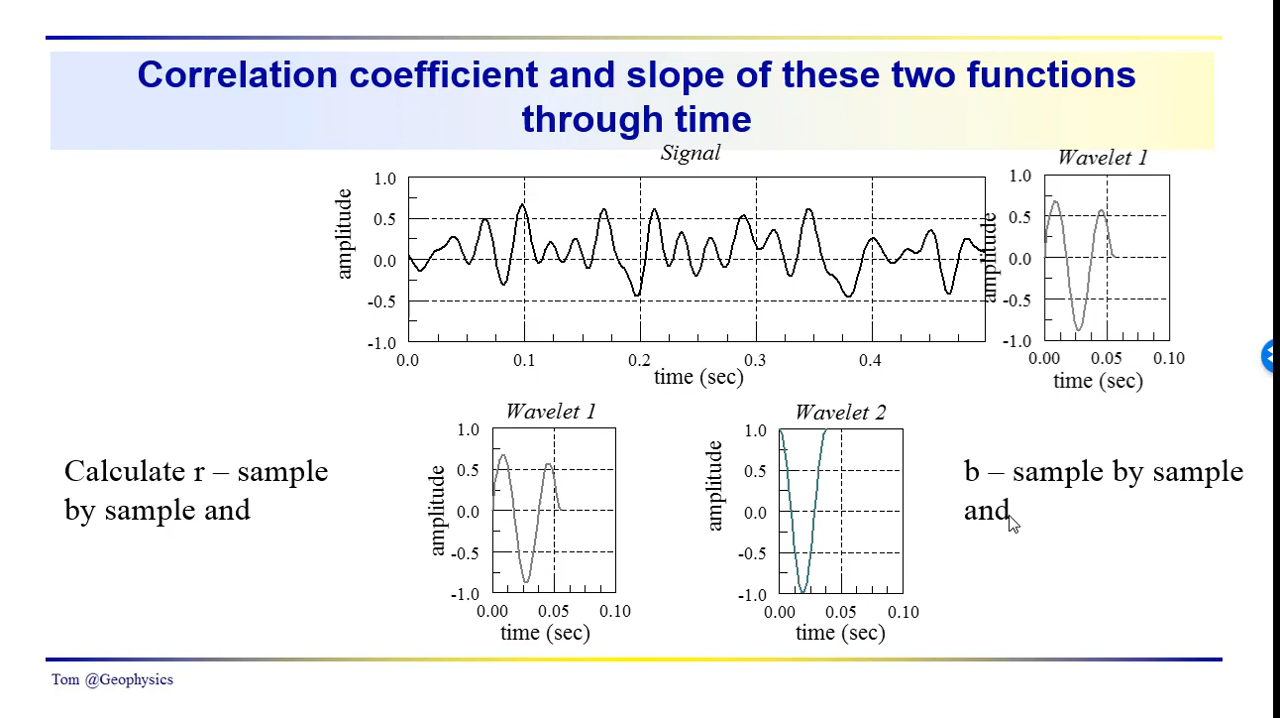 Correlation coefficient and slope of these two functions
through time
Signal
amplitude
1.0
0.5
0.0
-0.5
-1.0
0.0 0.1 0.2 0.3 0.4
time (sec)
Wavelet 1
amplitude
1.0
0.5
0.0
-0.5
-1.0
0.00 0.05 0.10
time (sec)
Calculate r – sample
by sample and
Wavelet 1
amplitude
1.0
0.5
0.0
-0.5
-1.0
0.00 0.05 0.10
time (sec)
Wavelet 2
amplitude
1.0
0.5
0.0
-0.5
-1.0
0.00 0.05 0.10
time (sec)
b – sample by sample
and
Tom @Geophysics